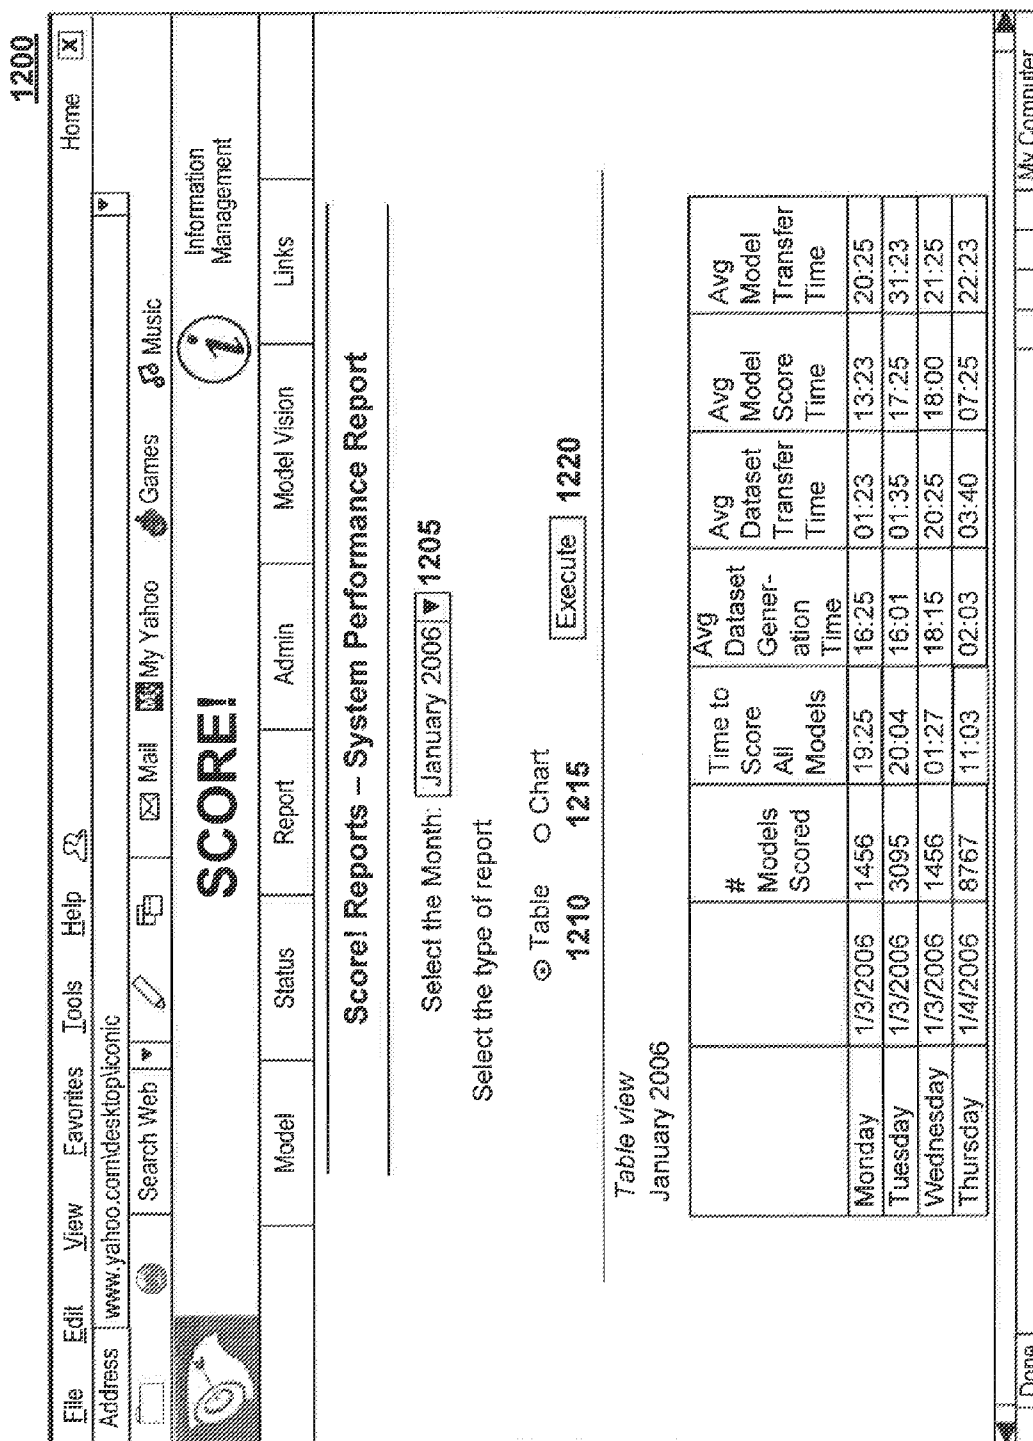 1200
File Edit View Favorites Tools Help Home X
Address www.yahoo.com\desktop\iconic
Search Web Mail My Yahoo Games Music
SCORE! i Information
Management
Model Status Report Admin Model Vision Links
Score! Reports – System Performance Report
Select the Month: January 2006 1205
Select the type of report
Table Chart Execute 1220
1210 1215
Table view
January 2006
# Models Scored Time to Score All Models Avg Dataset Gener-ation Time Avg Dataset Transfer Time Avg Model Score Time Avg Model Transfer Time
Monday 1/3/2006 1456 19:25 16:25 01:23 13:23 20:25
Tuesday 1/3/2006 3095 20:04 16:01 01:35 17:25 31:23
Wednesday 1/3/2006 1456 01:27 18:15 20:25 18:00 21:25
Thursday 1/4/2006 8767 11:03 02:03 03:40 07:25 22:23
Done My Computer